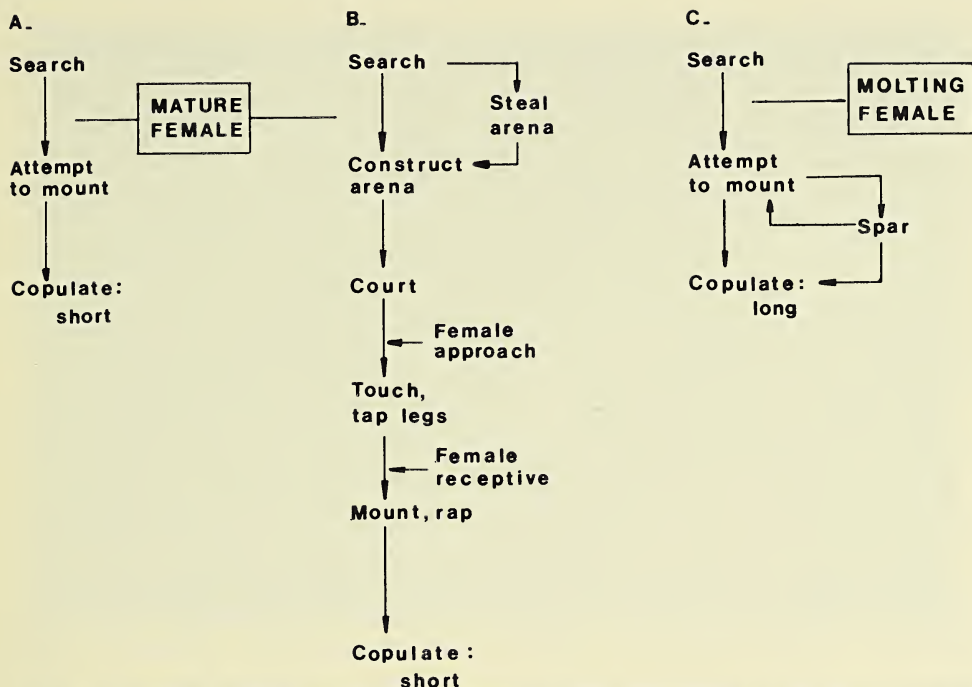 A-
Search
MATURE
FEMALE
Attempt
to mount
Copulate:
short
B-
Search
Steal
arena
Construct
arena
Court
Female
approach
Touch,
tap legs
Female
receptive
Mount, rap
Copulate:
short
C-
Search
MOLTING
FEMALE
Attempt
to mount
Spar
Copulate:
long